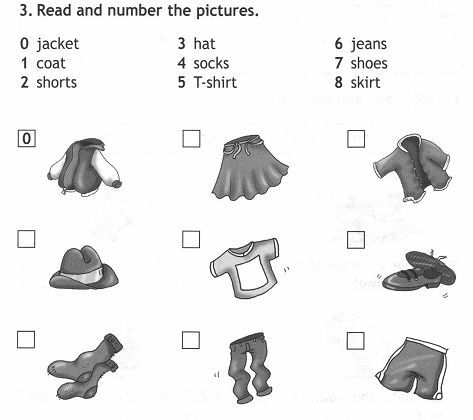 3. Read and number the pictures.
0 jacket 3 hat 6 jeans
1 coat 4 socks 7 shoes
2 shorts 5 T-shirt 8 skirt
0